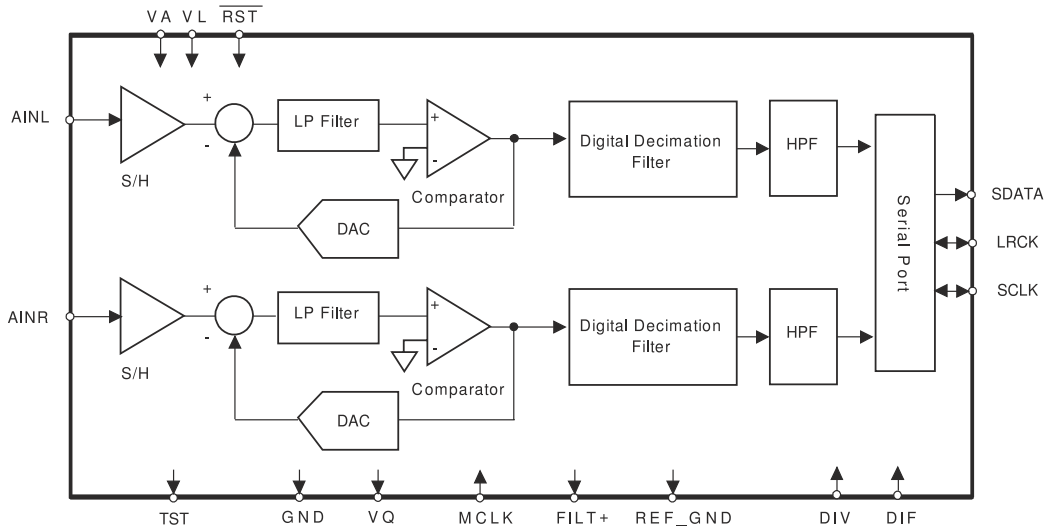 VA VL RST
AINL
+
-
S/H
LP Filter
+
-
Comparator
DAC
Digital Decimation
Filter
HPF
Serial Port
SDATA
LRCK
SCLK
AINR
+
-
S/H
LP Filter
+
-
Comparator
DAC
Digital Decimation
Filter
HPF
TST GND VQ MCLK FILT+ REF_GND DIV DIF